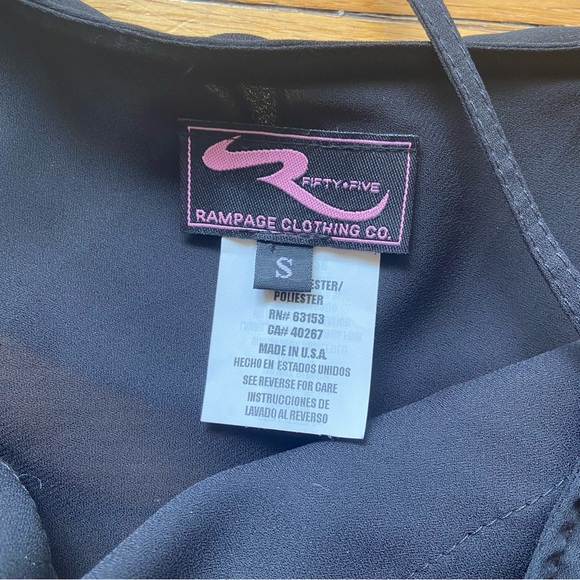 FIFTY•FIVE
RAMPAGE CLOTHING CO.
S
ESTER/
POLIESTER
RN# 63153
CA# 40267
MADE IN U.S.A.
HECHO EN ESTADOS UNIDOS
SEE REVERSE FOR CARE
INSTRUCCIONES DE
LAVADO AL REVERSO